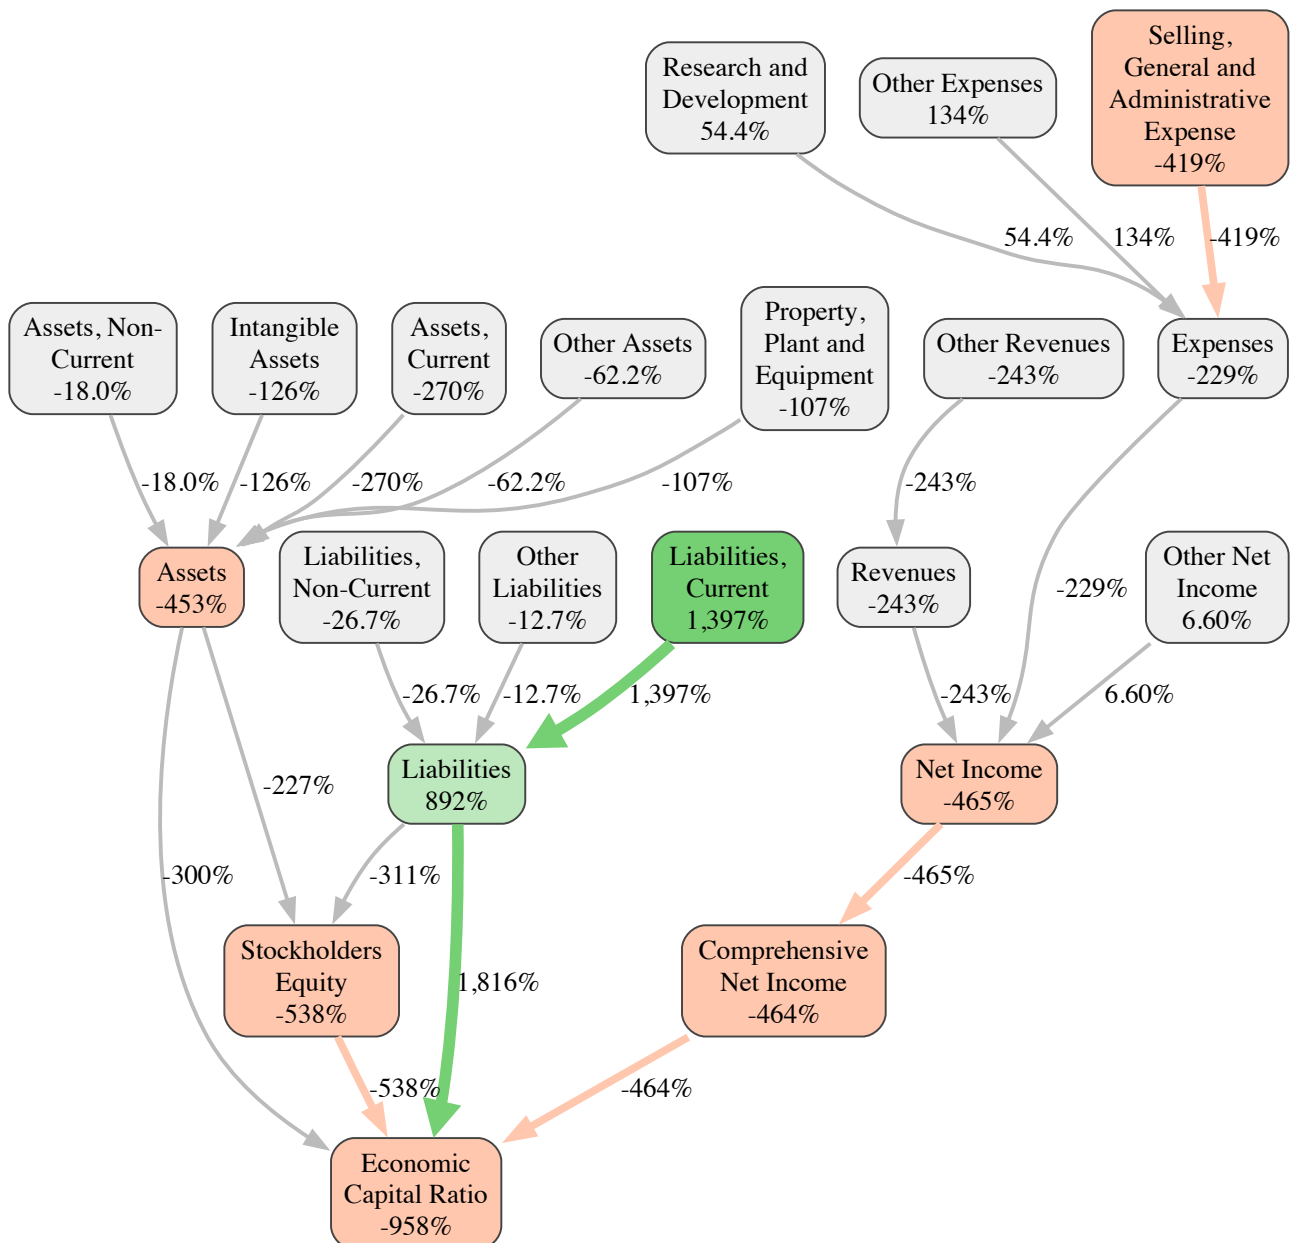 Selling,
General and
Administrative
Expense
-419%
Research and
Development
54.4%
Other Expenses
134%
54.4%
134%
-419%
Assets, Non-
Current
-18.0%
Intangible
Assets
-126%
Assets,
Current
-270%
Other Assets
-62.2%
Property,
Plant and
Equipment
-107%
Other Revenues
-243%
Expenses
-229%
-18.0%
-126%
-270%
-62.2%
-107%
-243%
Assets
-453%
Liabilities,
Non-Current
-26.7%
Other
Liabilities
-12.7%
Liabilities,
Current
1,397%
Revenues
-243%
-229%
Other Net
Income
6.60%
-26.7%
-12.7%
1,397%
-243%
6.60%
-227%
Liabilities
892%
Net Income
-465%
-300%
-311%
-465%
Stockholders
Equity
-538%
1,816%
Comprehensive
Net Income
-464%
-538%
-464%
Economic
Capital Ratio
-958%